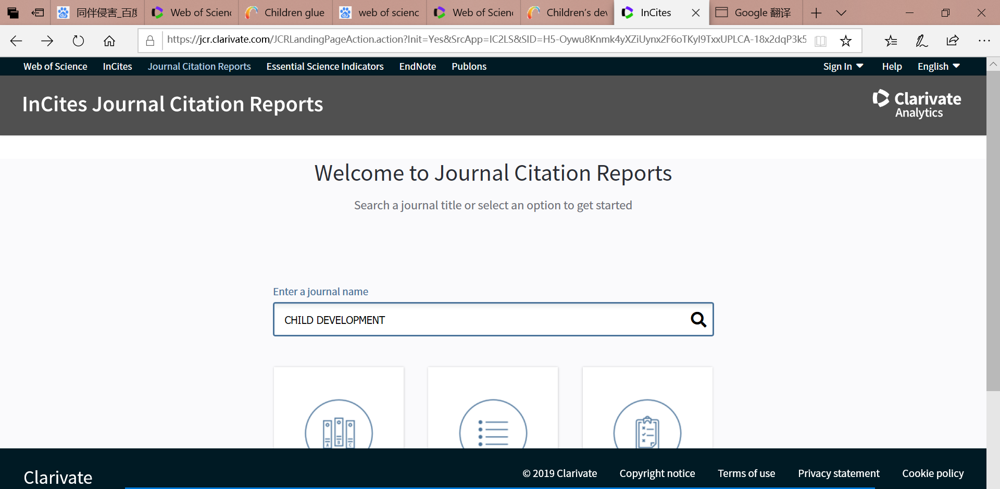 同伴侵害_百度
Web of Scienc
Children glue
web of scienc
Web of Scienc
Children's dev
InCites
Google 翻译
https://jcr.clarivate.com/JCRLandingPageAction.action?Init=Yes&SrcApp=IC2LS&SID=H5-Oywu8Knmk4yXZiUynx2F6oTKyI9TxxUPLCA-18x2dqP3k5
Web of Science
InCites
Journal Citation Reports
Essential Science Indicators
EndNote
Publons
Sign In
Help
English
InCites Journal Citation Reports
Clarivate
Analytics
Welcome to Journal Citation Reports
Search a journal title or select an option to get started
Enter a journal name
CHILD DEVELOPMENT
A B C
Clarivate
© 2019 Clarivate
Copyright notice
Terms of use
Privacy statement
Cookie policy